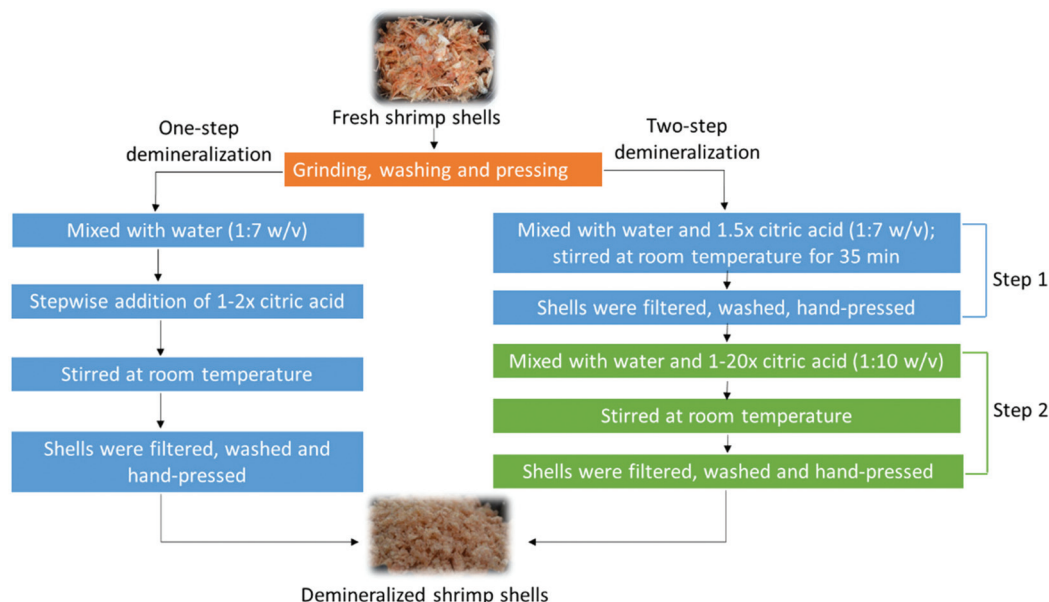 Fresh shrimp shells
One-step
demineralization
Two-step
demineralization
Grinding, washing and pressing
Mixed with water (1:7 w/v)
Stepwise addition of 1-2x citric acid
Stirred at room temperature
Shells were filtered, washed and
hand-pressed
Mixed with water and 1.5x citric acid (1:7 w/v);
stirred at room temperature for 35 min
Shells were filtered, washed, hand-pressed
Step 1
Mixed with water and 1-20x citric acid (1:10 w/v)
Stirred at room temperature
Shells were filtered, washed and hand-pressed
Step 2
Demineralized shrimp shells